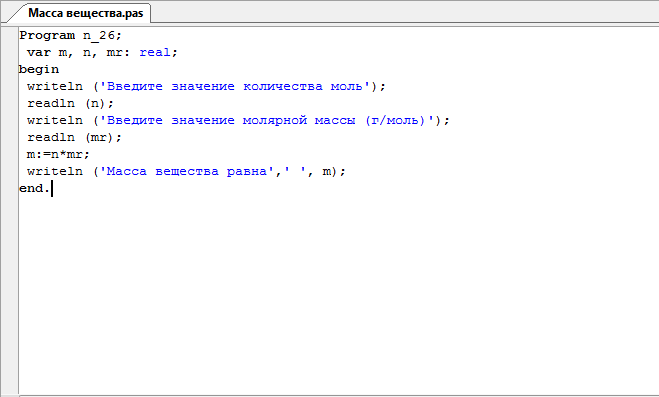 Масса вещества.pas
Program n_26;
var m, n, mr: real;
begin
writeln ('Введите значение количества моль');
readln (n);
writeln ('Введите значение молярной массы (г/моль)');
readln (mr);
m:=n*mr;
writeln ('Масса вещества равна',' ', m);
end.